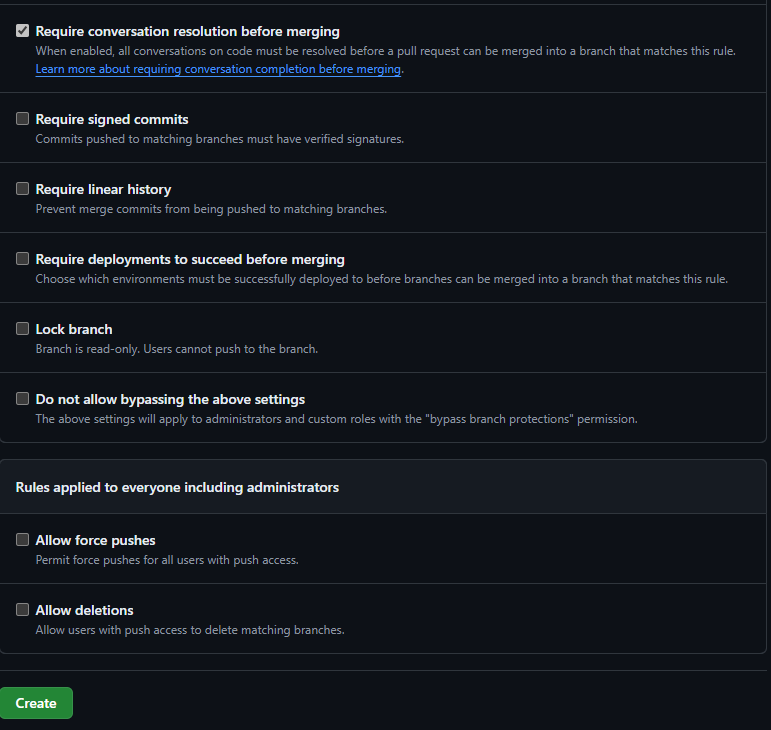 Require conversation resolution before merging
When enabled, all conversations on code must be resolved before a pull request can be merged into a branch that matches this rule.
Learn more about requiring conversation completion before merging.
Require signed commits
Commits pushed to matching branches must have verified signatures.
Require linear history
Prevent merge commits from being pushed to matching branches.
Require deployments to succeed before merging
Choose which environments must be successfully deployed to before branches can be merged into a branch that matches this rule.
Lock branch
Branch is read-only. Users cannot push to the branch.
Do not allow bypassing the above settings
The above settings will apply to administrators and custom roles with the "bypass branch protections" permission.
Rules applied to everyone including administrators
Allow force pushes
Permit force pushes for all users with push access.
Allow deletions
Allow users with push access to delete matching branches.
Create